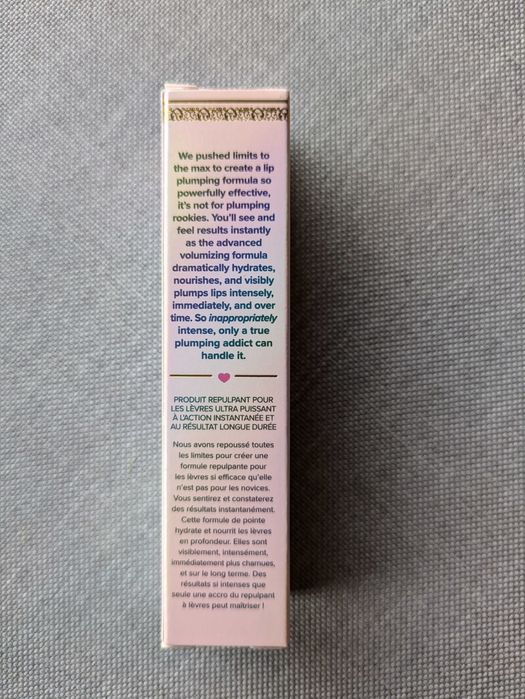 We pushed limits to
the max to create a lip
plumping formula so
powerfully effective,
it's not for plumping
rookies. You'll see and
feel results instantly
as the advanced
volumizing formula
dramatically hydrates,
nourishes, and visibly
plumps lips intensely,
immediately, and over
time. So inappropriately
intense, only a true
plumping addict can
handle it.
PRODUIT REPULPANT POUR
LES LÈVRES ULTRA PUISSANT
À L'ACTION INSTANTANÉE ET
AU RÉSULTAT LONGUE DURÉE
Nous avons repoussé toutes
les limites pour créer une
formule repulpante pour
les lèvres si efficace qu'elle
n'est pas pour les novices.
Vous sentirez et constaterez
des résultats instantanément.
Cette formule de pointe
hydrate et nourrit les lèvres
en profondeur. Elles sont
visiblement, intensément,
immédiatement plus charnues,
et sur le long terme. Des
résultats si intenses que
seule une accro du repulpant
à lèvres peut maîtriser !